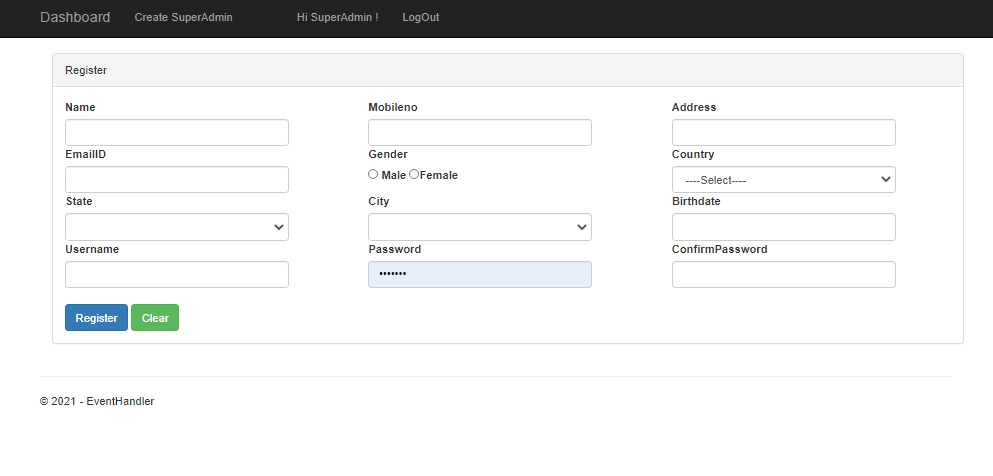 Dashboard Create SuperAdmin Hi SuperAdmin ! LogOut
Register
Name Mobileno Address
EmailID Gender Country
Male Female ----Select----
State City Birthdate
Username Password ConfirmPassword
•••••••
Register Clear
© 2021 - EventHandler